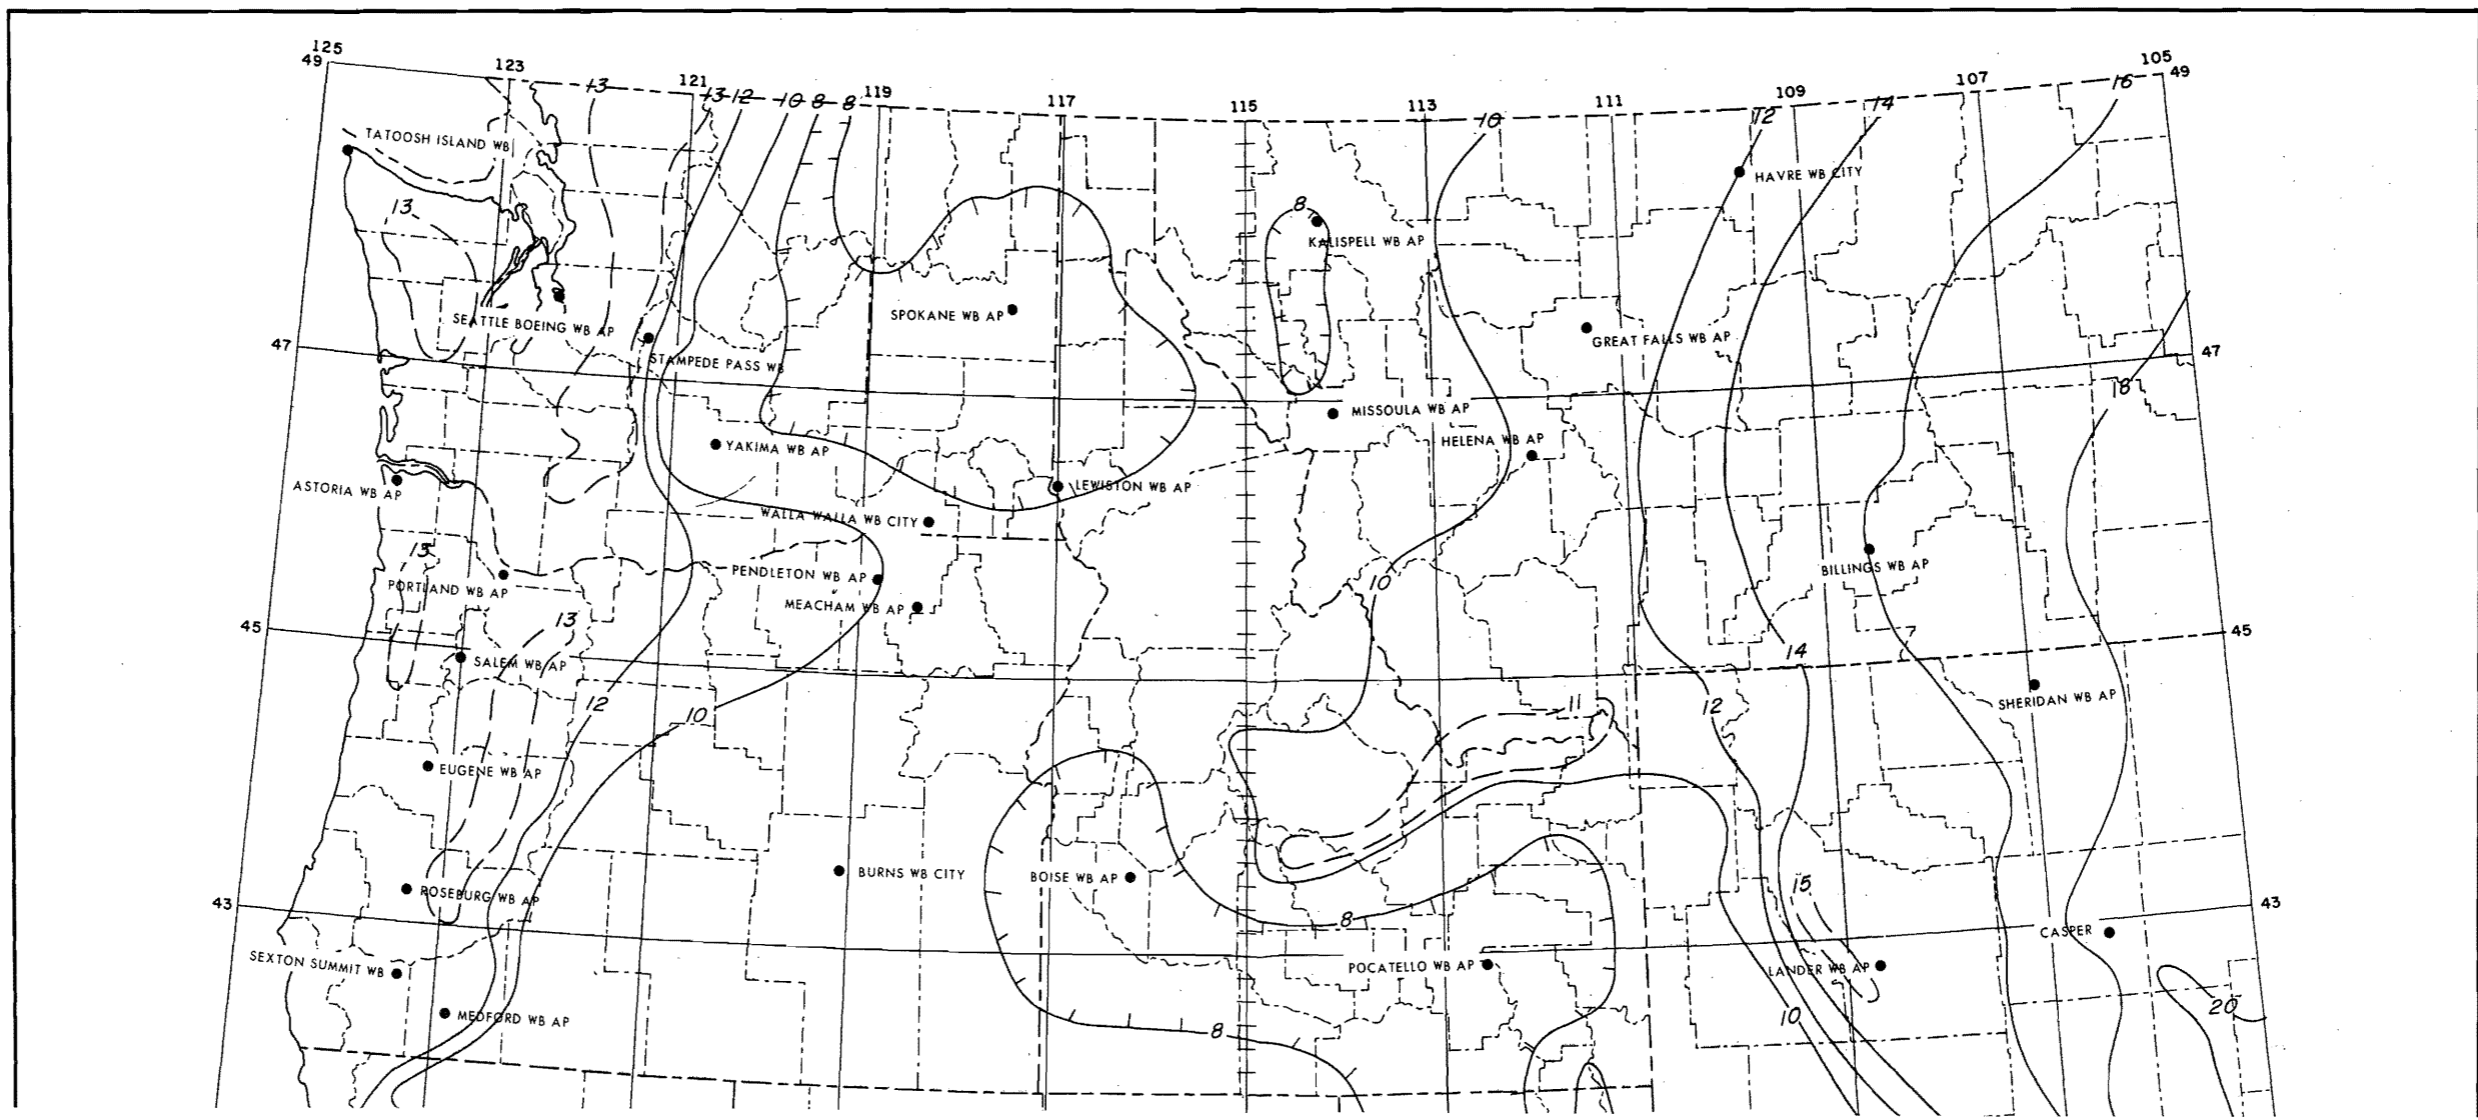 125
49
123
13
121
13 12 10 8 8
119
117
115
113
10
111
109
12
14
107
16
105
49
TATOOSH ISLAND WB
HAVRE WB CITY
13
8
KALISPELL WB AP
SEATTLE BOEING WB AP
SPOKANE WB AP
GREAT FALLS WB AP
47
STAMPEDE PASS WB
47
18
MISSOULA WB AP
HELENA WB AP
YAKIMA WB AP
ASTORIA WB AP
LEWISTON WB AP
WALLA WALLA WB CITY
13
PORTLAND WB AP
PENDLETON WB AP
10
BILLINGS WB AP
MEACHAM WB AP
45
13
45
SALEM WB AP
14
12
10
11
12
SHERIDAN WB AP
EUGENE WB AP
BURNS WB CITY
BOISE WB AP
15
ROSEBURG WB AP
43
8
43
CASPER
SEXTON SUMMIT WB
POCATELLO WB AP
LANDER WB AP
20
MEDFORD WB AP
8
10